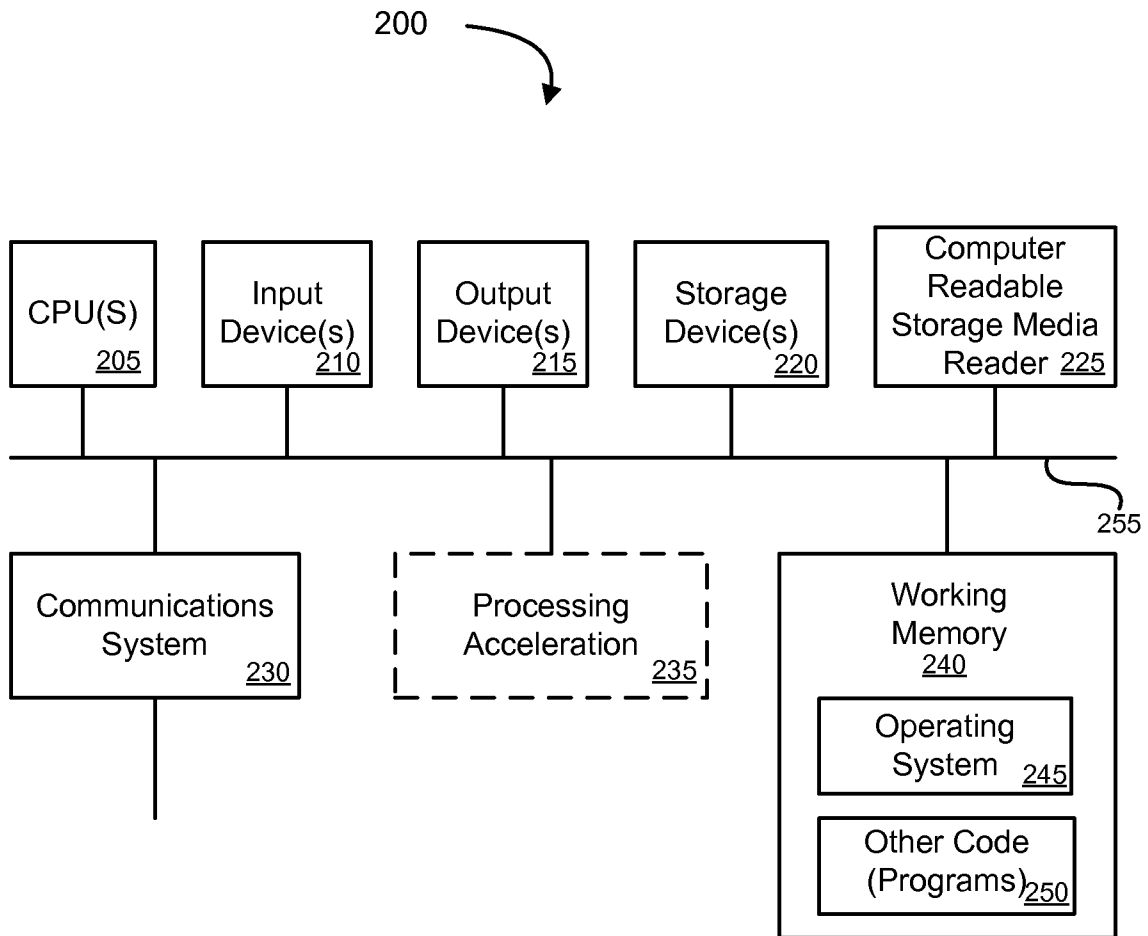 200
CPU(S)
205
Input
Device(s)
210
Output
Device(s)
215
Storage
Device(s)
220
Computer
Readable
Storage Media
Reader 225
255
Communications
System
230
Processing
Acceleration
235
Working
Memory
240
Operating
System 245
Other Code
(Programs) 250